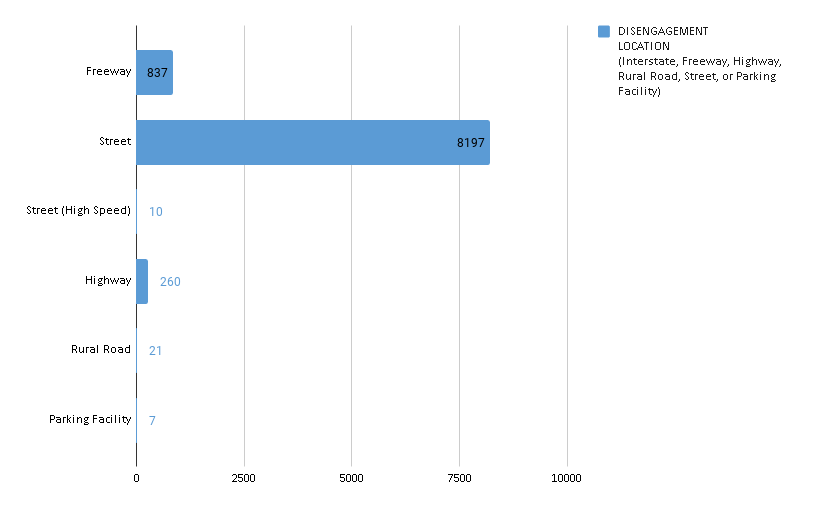 DISENGAGEMENT
LOCATION
(Interstate, Freeway, Highway,
Rural Road, Street, or Parking
Facility)
Freeway 837
Street 8197
Street (High Speed) 10
Highway 260
Rural Road 21
Parking Facility 7
0 2500 5000 7500 10000